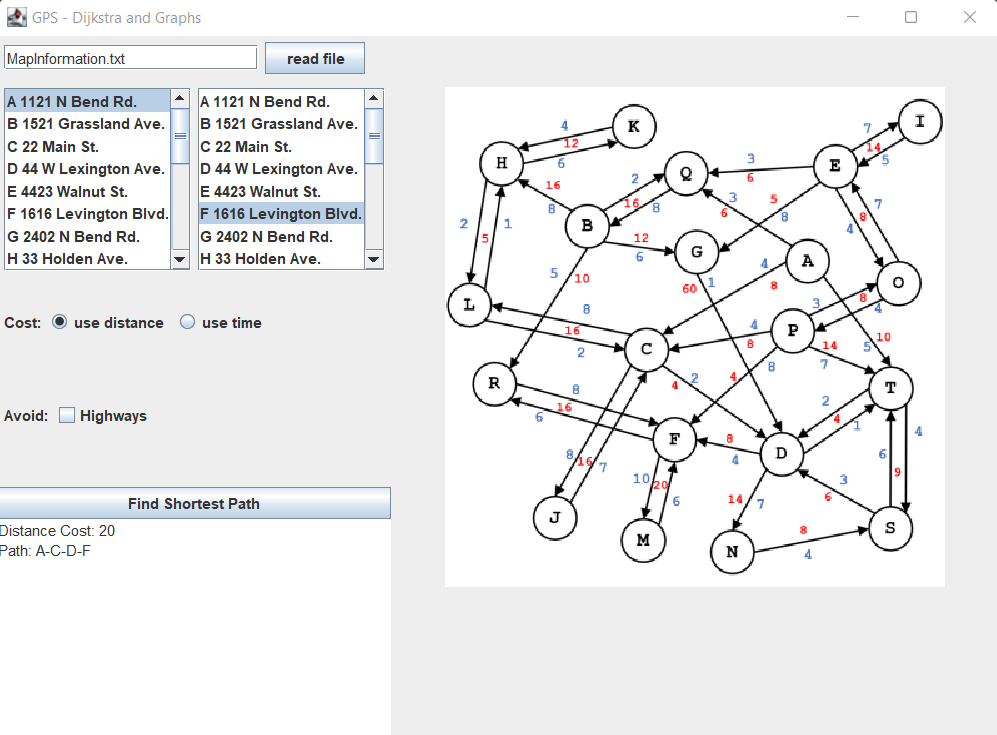 GPS - Dijkstra and Graphs
MapInformation.txt
read file
A 1121 N Bend Rd.
B 1521 Grassland Ave.
C 22 Main St.
D 44 W Lexington Ave.
E 4423 Walnut St.
F 1616 Levington Blvd.
G 2402 N Bend Rd.
H 33 Holden Ave.
A 1121 N Bend Rd.
B 1521 Grassland Ave.
C 22 Main St.
D 44 W Lexington Ave.
E 4423 Walnut St.
F 1616 Levington Blvd.
G 2402 N Bend Rd.
H 33 Holden Ave.
Cost: use distance use time
Avoid: Highways
Find Shortest Path
Distance Cost: 20
Path: A-C-D-F
4 K 7 I
12 14
H 6 3 E 5
16 2 Q 6
8 16 8 3 5 7
2 5 1 B 12 6 8 4 8
6 G 4 A
5 10 60 1 8 O
L 8 3 8 4
16 4 P 10
2 C 8 14 5
R 8 4 2 4 8 7 T
16 2
6 F 8 4 1 4
8 16 7 4 D 6
10 20 3 9
J 6 14 7 6
M N 8 S
4